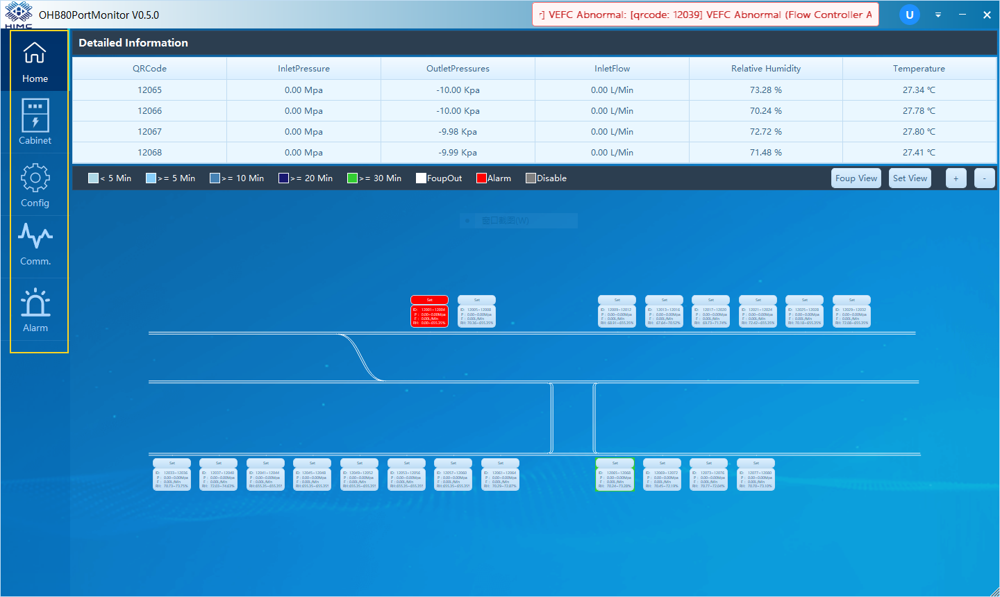 HIMC
OHB80PortMonitor V0.5.0
r] VEFC Abnormal: [qrcode: 12039] VEFC Abnormal (Flow Controller A
U
Home
Cabinet
Config
Comm.
Alarm
Detailed Information
QRCode InletPressure OutletPressures InletFlow Relative Humidity Temperature
12065 0.00 Mpa -10.00 Kpa 0.00 L/Min 73.28 % 27.34 ℃
12066 0.00 Mpa -10.00 Kpa 0.00 L/Min 70.24 % 27.78 ℃
12067 0.00 Mpa -9.98 Kpa 0.00 L/Min 72.72 % 27.80 ℃
12068 0.00 Mpa -9.99 Kpa 0.00 L/Min 71.48 % 27.41 ℃
< 5 Min >= 5 Min >= 10 Min >= 20 Min >= 30 Min FoupOut Alarm Disable Foup View Set View + -
窗口截图(W)
Set Set Set Set Set Set Set Set
ID: 12001~12004 ID: 12005~12008 ID: 12009~12012 ID: 12013~12016 ID: 12017~12020 ID: 12021~12024 ID: 12025~12028 ID: 12029~12032
P : 0.00~0.00Mpa P : 0.00~0.00Mpa P : 0.00~0.00Mpa P : 0.00~0.00Mpa P : 0.00~0.00Mpa P : 0.00~0.00Mpa P : 0.00~0.00Mpa P : 0.00~0.00Mpa
F : 0.00L/Min F : 0.00L/Min F : 0.00L/Min F : 0.00L/Min F : 0.00L/Min F : 0.00L/Min F : 0.00L/Min F : 0.00L/Min
RH: 0.00~655.35% RH: 70.36~655.35% RH: 68.91~655.35% RH: 67.64~70.52% RH: 69.73~71.74% RH: 72.42~655.35% RH: 70.18~655.35% RH: 72.08~655.35%
Set Set Set Set Set Set Set Set Set Set Set Set
ID: 12033~12036 ID: 12037~12040 ID: 12041~12044 ID: 12045~12048 ID: 12049~12052 ID: 12053~12056 ID: 12057~12060 ID: 12061~12064 ID: 12065~12068 ID: 12069~12072 ID: 12073~12076 ID: 12077~12080
P : 0.00~0.00Mpa P : 0.00~0.00Mpa P : 0.00~0.00Mpa P : 0.00~0.00Mpa P : 0.00~0.00Mpa P : 0.00~0.00Mpa P : 0.00~0.00Mpa P : 0.00~0.00Mpa P : 0.00~0.00Mpa P : 0.00~0.00Mpa P : 0.00~0.00Mpa P : 0.00~0.00Mpa
F : 0.00L/Min F : 0.00L/Min F : 0.00L/Min F : 0.00L/Min F : 0.00L/Min F : 0.00L/Min F : 0.00L/Min F : 0.00L/Min F : 0.00L/Min F : 0.00L/Min F : 0.00L/Min F : 0.00L/Min
RH: 70.73~73.75% RH: 72.03~74.63% RH: 655.35~655.35% RH: 655.35~655.35% RH: 655.35~655.35% RH: 655.35~655.35% RH: 655.35~655.35% RH: 70.29~72.87% RH: 70.24~73.28% RH: 70.45~72.19% RH: 70.77~72.04% RH: 70.70~73.10%